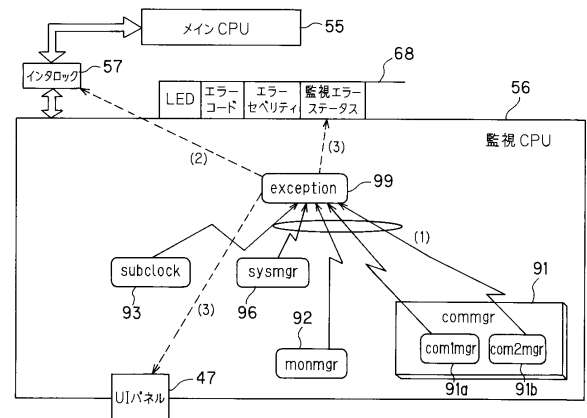 メインCPU
55
インタロック
57
68
LED
エラー
コード
エラー
セベリティ
監視エラー
ステータス
56
監視CPU
(2)
(3)
exception
99
(1)
subclock
93
sysmgr
96
(3)
92
monmgr
91
commgr
com1mgr
com2mgr
91a
91b
47
UIパネル